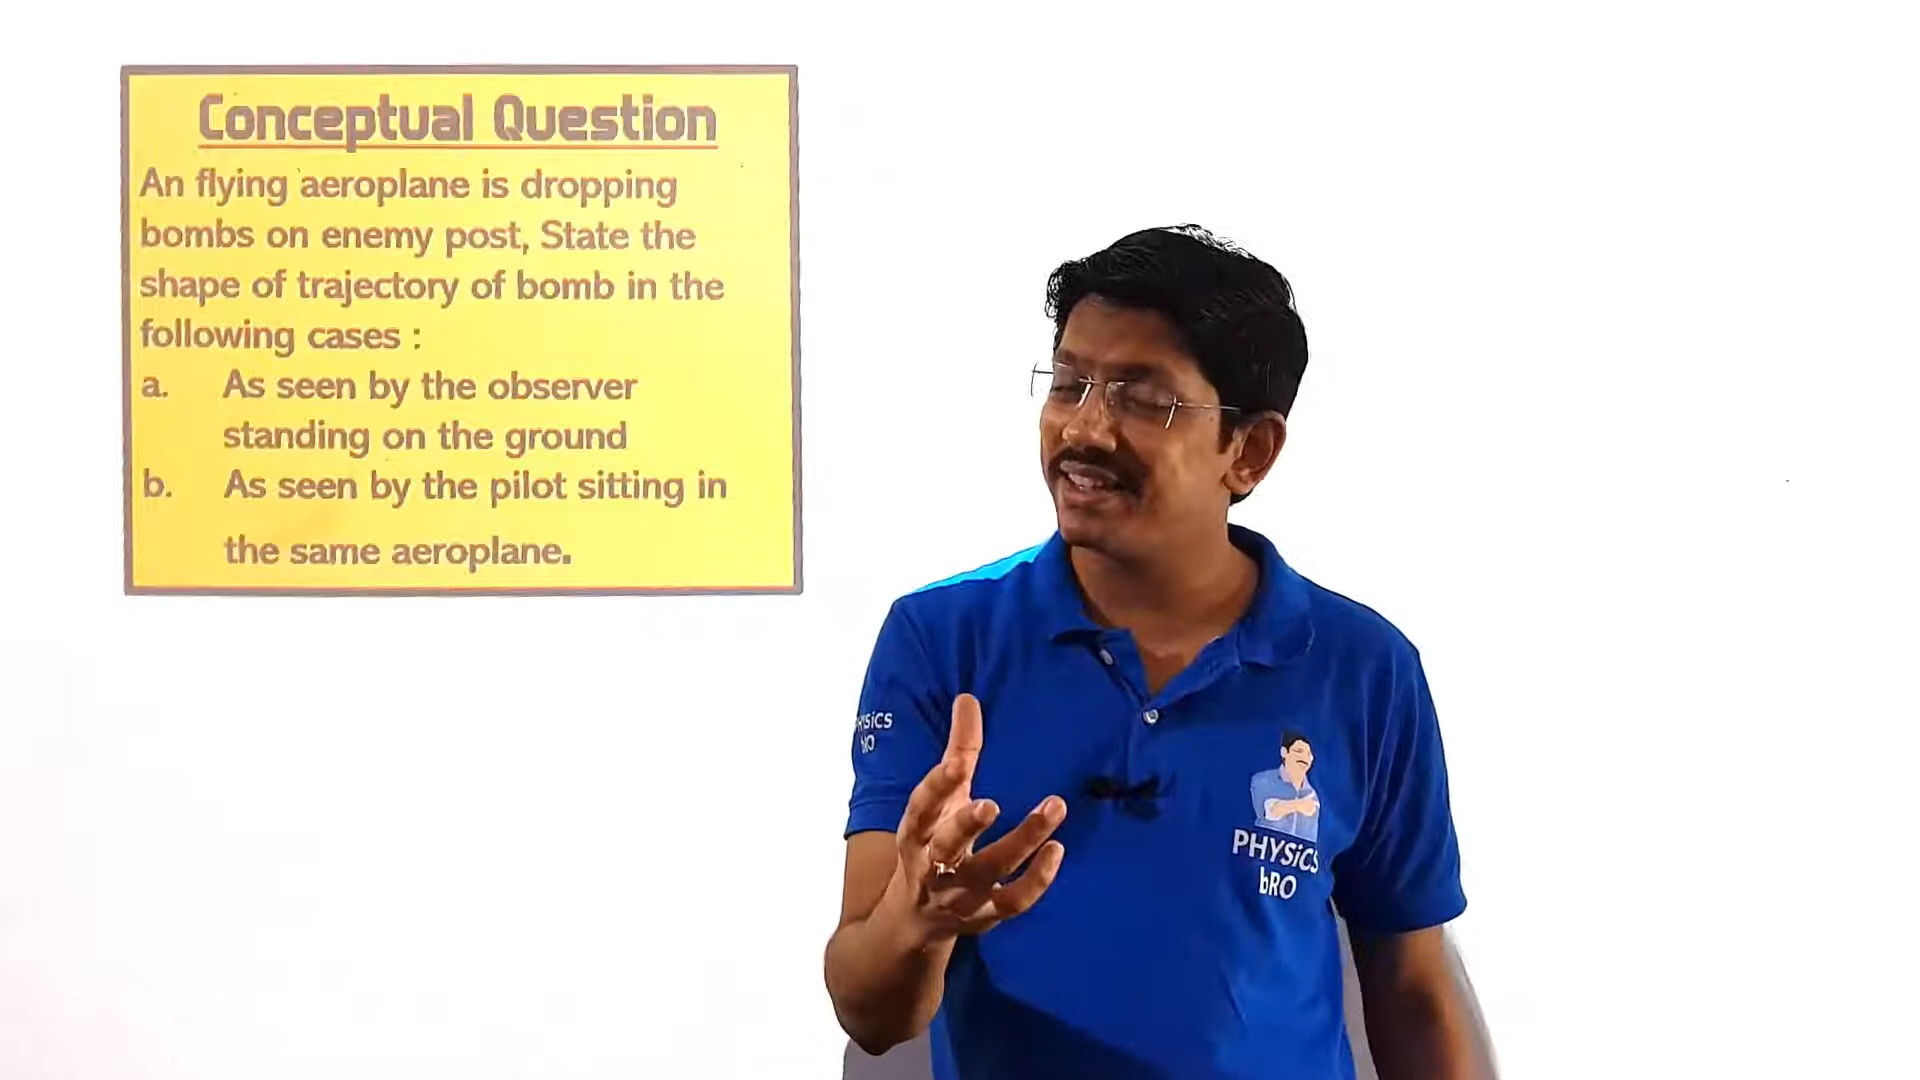 Conceptual Question
An flying aeroplane is dropping
bombs on enemy post, State the
shape of trajectory of bomb in the
following cases :
a. As seen by the observer
standing on the ground
b. As seen by the pilot sitting in
the same aeroplane.
PHYSiCS
bRO
PHYSiCS
bRO